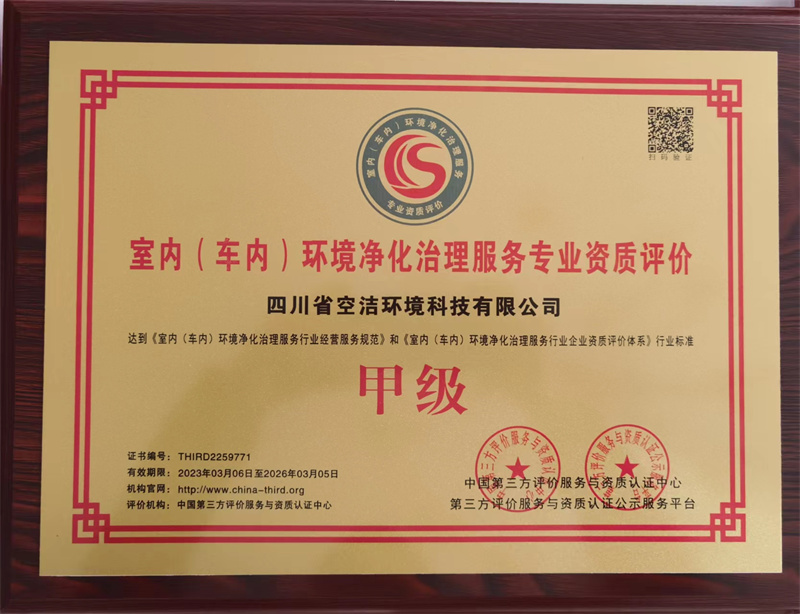 室内（车内）环境净化治理服务
专业资质评价
扫码验证
室内（车内）环境净化治理服务专业资质评价
四川省空洁环境科技有限公司
达到《室内（车内）环境净化治理服务行业经营服务规范》和《室内（车内）环境净化治理服务行业企业资质评价体系》行业标准
甲级
证书编号：THIRD2259771
有效期限：2023年03月06日至2026年03月05日
机构官网：http://www.china-third.org
评价机构：中国第三方评价服务与资质认证中心
中国第三方评价服务与资质认证中心
第三方评价服务与资质认证公示服务平台